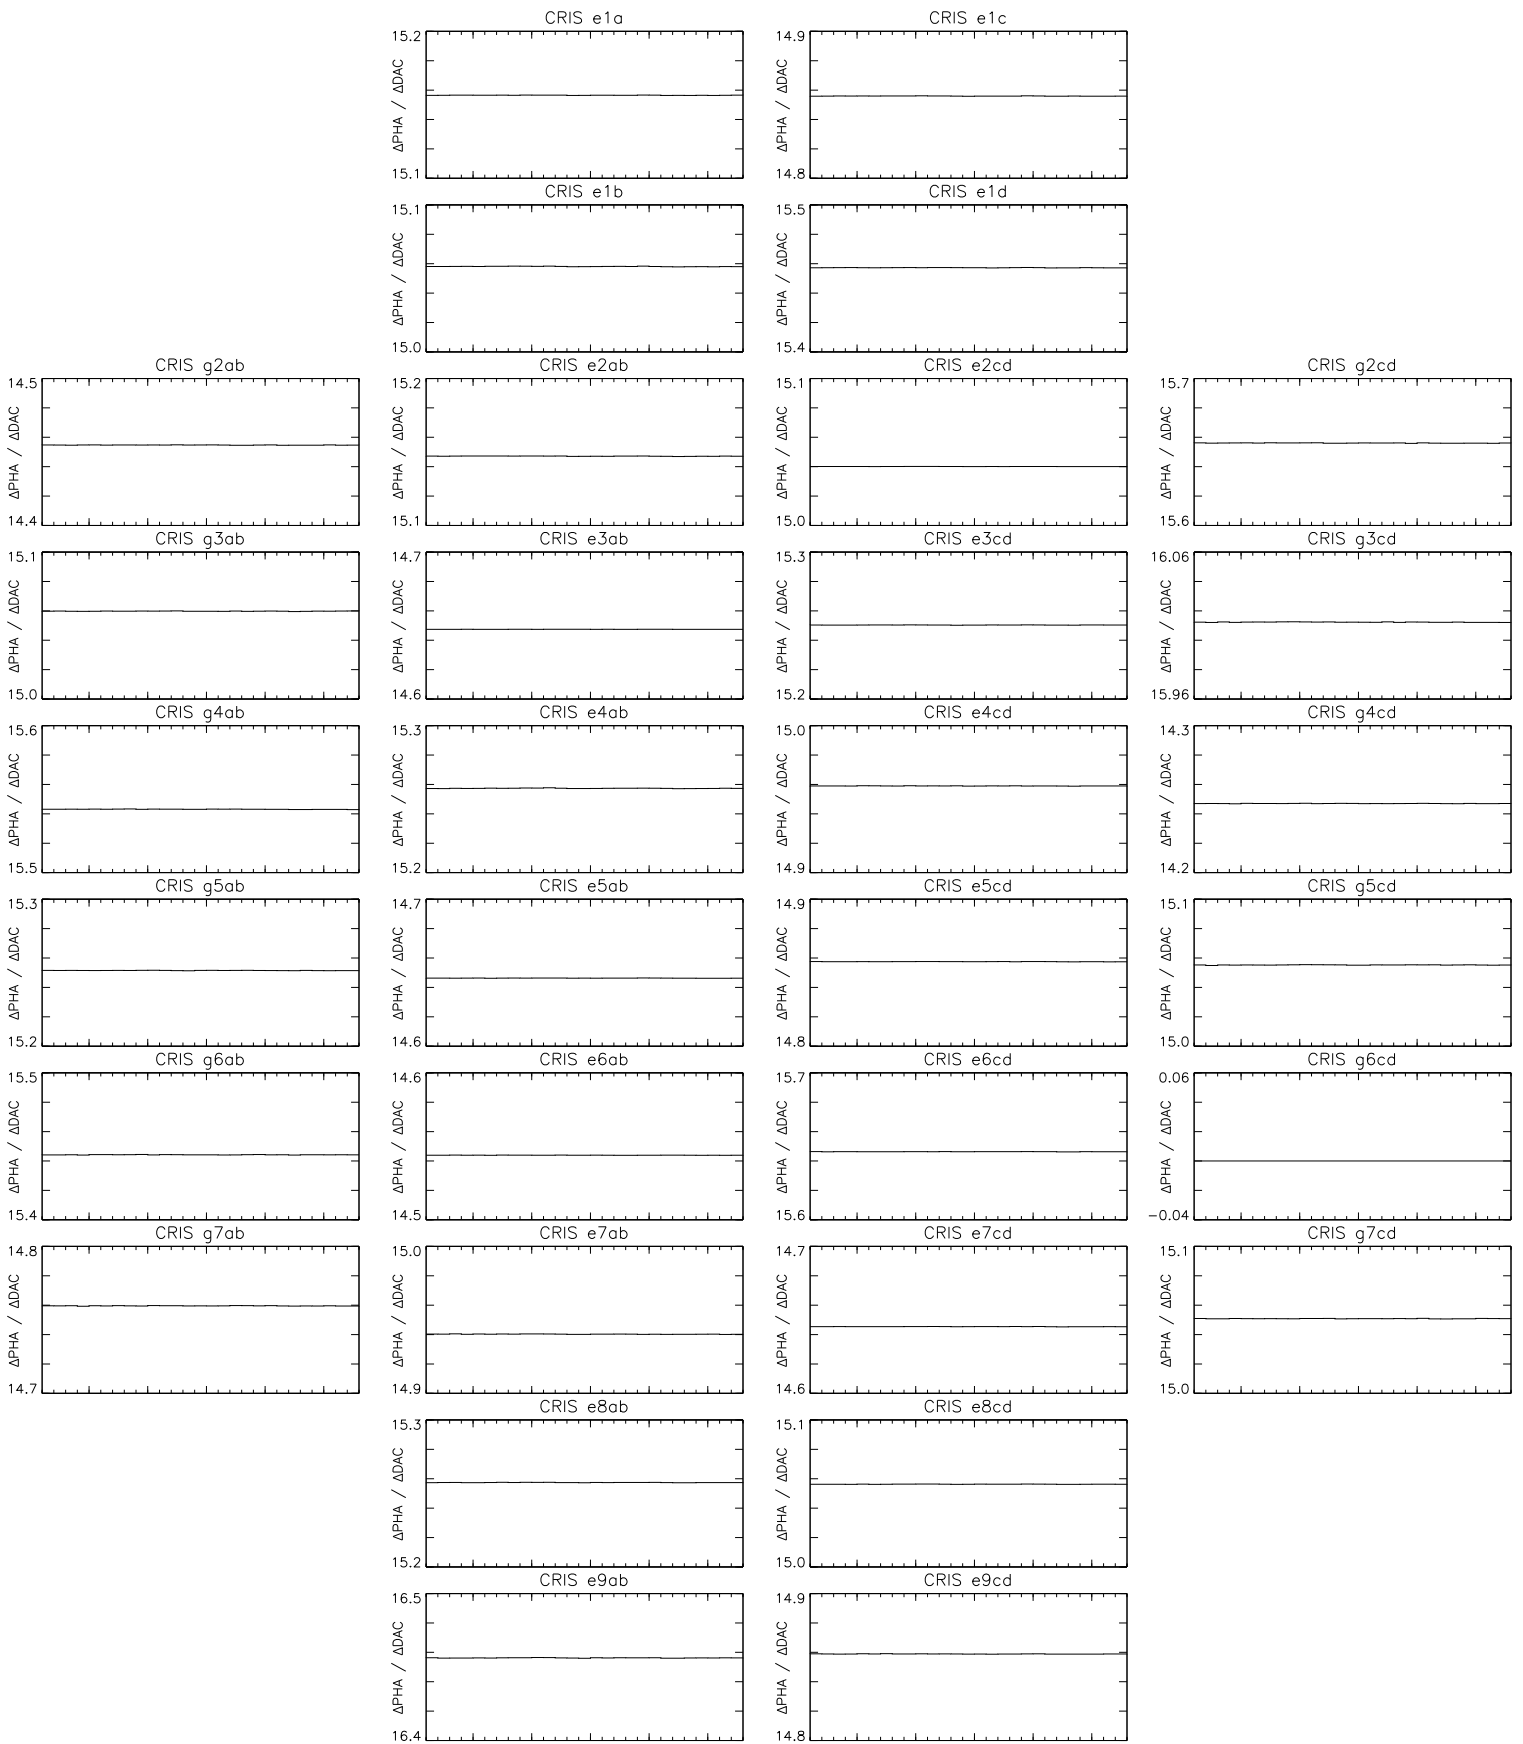 CRIS e1a
15.2
ΔPHA / ΔDAC
15.1
CRIS e1c
14.9
ΔPHA / ΔDAC
14.8
CRIS e1b
15.1
ΔPHA / ΔDAC
15.0
CRIS e1d
15.5
ΔPHA / ΔDAC
15.4
CRIS g2ab
14.5
ΔPHA / ΔDAC
14.4
CRIS e2ab
15.2
ΔPHA / ΔDAC
15.1
CRIS e2cd
15.1
ΔPHA / ΔDAC
15.0
CRIS g2cd
15.7
ΔPHA / ΔDAC
15.6
CRIS g3ab
15.1
ΔPHA / ΔDAC
15.0
CRIS e3ab
14.7
ΔPHA / ΔDAC
14.6
CRIS e3cd
15.3
ΔPHA / ΔDAC
15.2
CRIS g3cd
16.06
ΔPHA / ΔDAC
15.96
CRIS g4ab
15.6
ΔPHA / ΔDAC
15.5
CRIS e4ab
15.3
ΔPHA / ΔDAC
15.2
CRIS e4cd
15.0
ΔPHA / ΔDAC
14.9
CRIS g4cd
14.3
ΔPHA / ΔDAC
14.2
CRIS g5ab
15.3
ΔPHA / ΔDAC
15.2
CRIS e5ab
14.7
ΔPHA / ΔDAC
14.6
CRIS e5cd
14.9
ΔPHA / ΔDAC
14.8
CRIS g5cd
15.1
ΔPHA / ΔDAC
15.0
CRIS g6ab
15.5
ΔPHA / ΔDAC
15.4
CRIS e6ab
14.6
ΔPHA / ΔDAC
14.5
CRIS e6cd
15.7
ΔPHA / ΔDAC
15.6
CRIS g6cd
0.06
ΔPHA / ΔDAC
−0.04
CRIS g7ab
14.8
ΔPHA / ΔDAC
14.7
CRIS e7ab
15.0
ΔPHA / ΔDAC
14.9
CRIS e7cd
14.7
ΔPHA / ΔDAC
14.6
CRIS g7cd
15.1
ΔPHA / ΔDAC
15.0
CRIS e8ab
15.3
ΔPHA / ΔDAC
15.2
CRIS e8cd
15.1
ΔPHA / ΔDAC
15.0
CRIS e9ab
16.5
ΔPHA / ΔDAC
16.4
CRIS e9cd
14.9
ΔPHA / ΔDAC
14.8